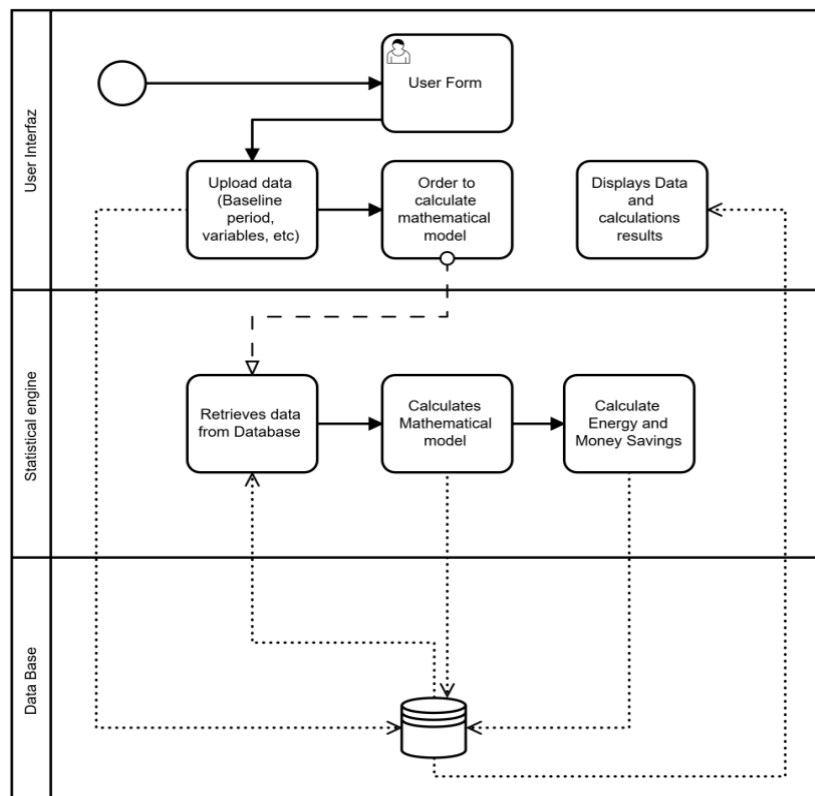 User Interfaz
User Form
Upload data
(Baseline
period,
variables, etc)
Order to
calculate
mathematical
model
Displays Data
and
calculations
results
Statistical engine
Retrieves data
from Database
Calculates
Mathematical
model
Calculate
Energy and
Money Savings
Data Base